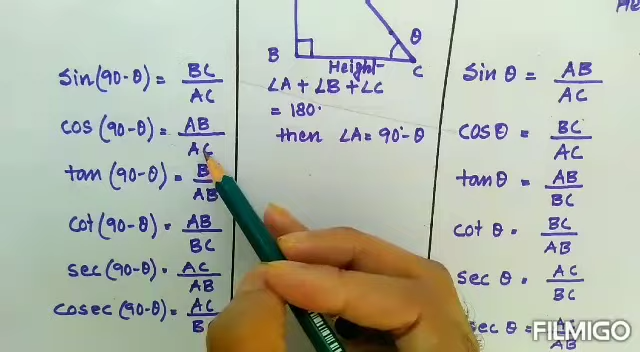 sin(90-θ) = BC/AC
cos(90-θ) = AB/AC
tan(90-θ) = B/AB
cot(90-θ) = AB/BC
sec(90-θ) = AC/AB
cosec(90-θ) = AC/B
B
θ
Height
C
∠A + ∠B + ∠C
= 180°
then ∠A = 90°-θ
sin θ = AB/AC
cos θ = BC/AC
tan θ = AB/BC
cot θ = BC/AB
sec θ = AC/BC
sec θ = /AB
FILMIGO